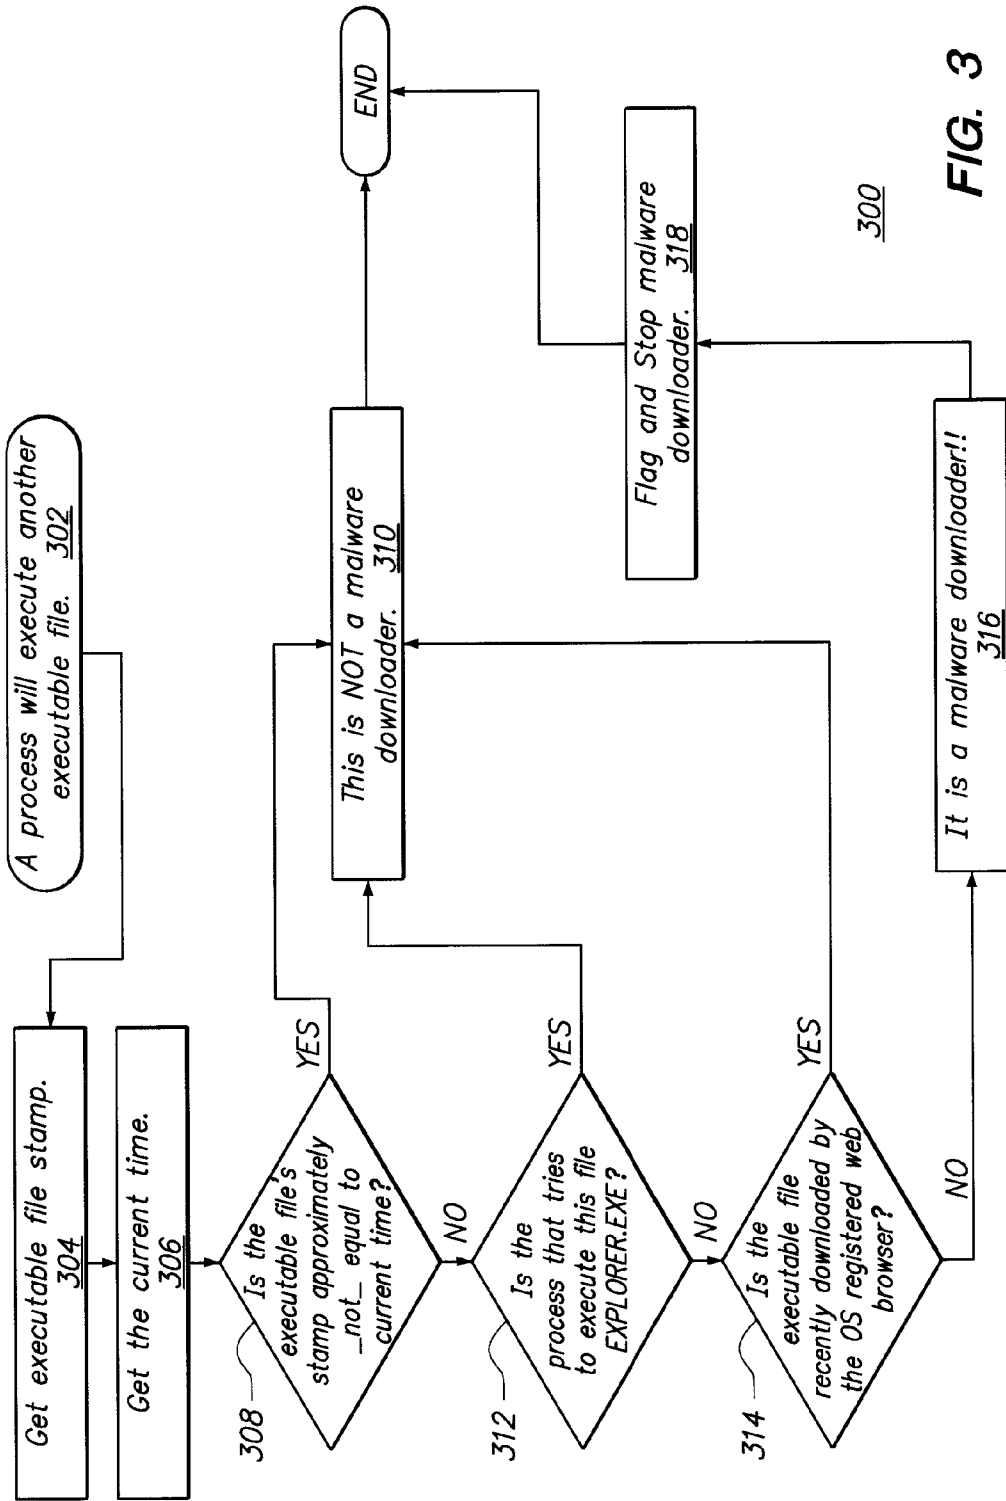 A process will execute another
executable file. 302
Get executable file stamp.
304
Get the current time.
306
308
Is the
executable file's
stamp approximately
_not_ equal to
current time?
YES
NO
312
Is the
process that tries
to execute this file
EXPLORER.EXE?
YES
NO
314
Is the
executable file
recently downloaded by
the OS registered web
browser?
YES
NO
This is NOT a malware
downloader. 310
It is a malware downloader!!
316
Flag and Stop malware
downloader. 318
END
300
FIG. 3